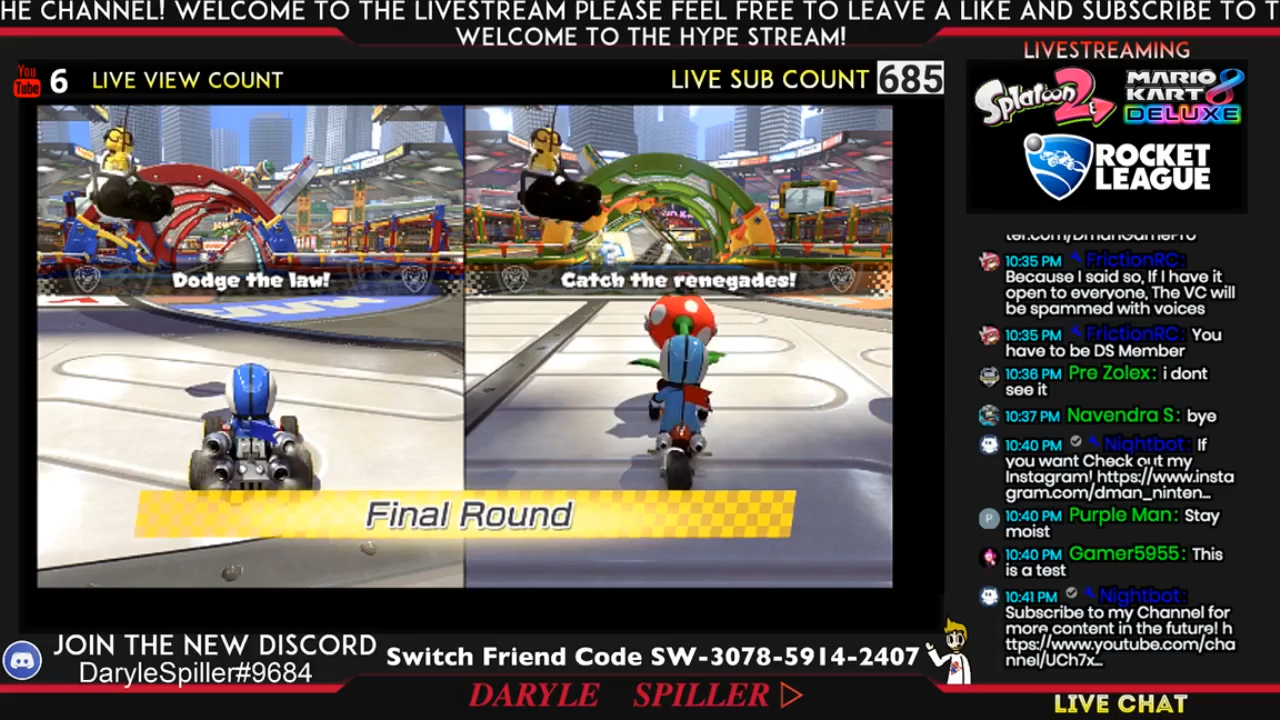 HE CHANNEL! WELCOME TO THE LIVESTREAM PLEASE FEEL FREE TO LEAVE A LIKE AND SUBSCRIBE TO T
WELCOME TO THE HYPE STREAM!
You
Tube
6 LIVE VIEW COUNT
LIVE SUB COUNT 685
LIVESTREAMING
Splatoon 2
MARIO
KART 8
DELUXE
ROCKET
LEAGUE
Dodge the law!
Catch the renegades!
Final Round
10:35 PM FrictionRC:
Because I said so, If I have it
open to everyone, The VC will
be spammed with voices
10:35 PM FrictionRC: You
have to be DS Member
10:36 PM Pre Zolex: i dont
see it
10:37 PM Navendra S: bye
10:40 PM Nightbot: If
you want Check out my
Instagram! https://www.insta
gram.com/dman_ninten...
P 10:40 PM Purple Man: Stay
moist
10:40 PM Gamer5955: This
is a test
10:41 PM Nightbot:
Subscribe to my Channel for
more content in the future! h
ttps://www.youtube.com/cha
nnel/UCh7x...
JOIN THE NEW DISCORD
DaryleSpiller#9684
Switch Friend Code SW-3078-5914-2407
DARYLE SPILLER
LIVE CHAT